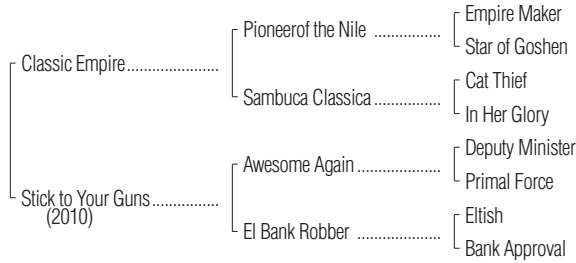 Empire Maker
Pioneerof the Nile ..................
Star of Goshen
Classic Empire.......................
Cat Thief
Sambuca Classica ..................
In Her Glory
Deputy Minister
Awesome Again ......................
Primal Force
Stick to Your Guns.................
(2010)
Eltish
El Bank Robber ......................
Bank Approval